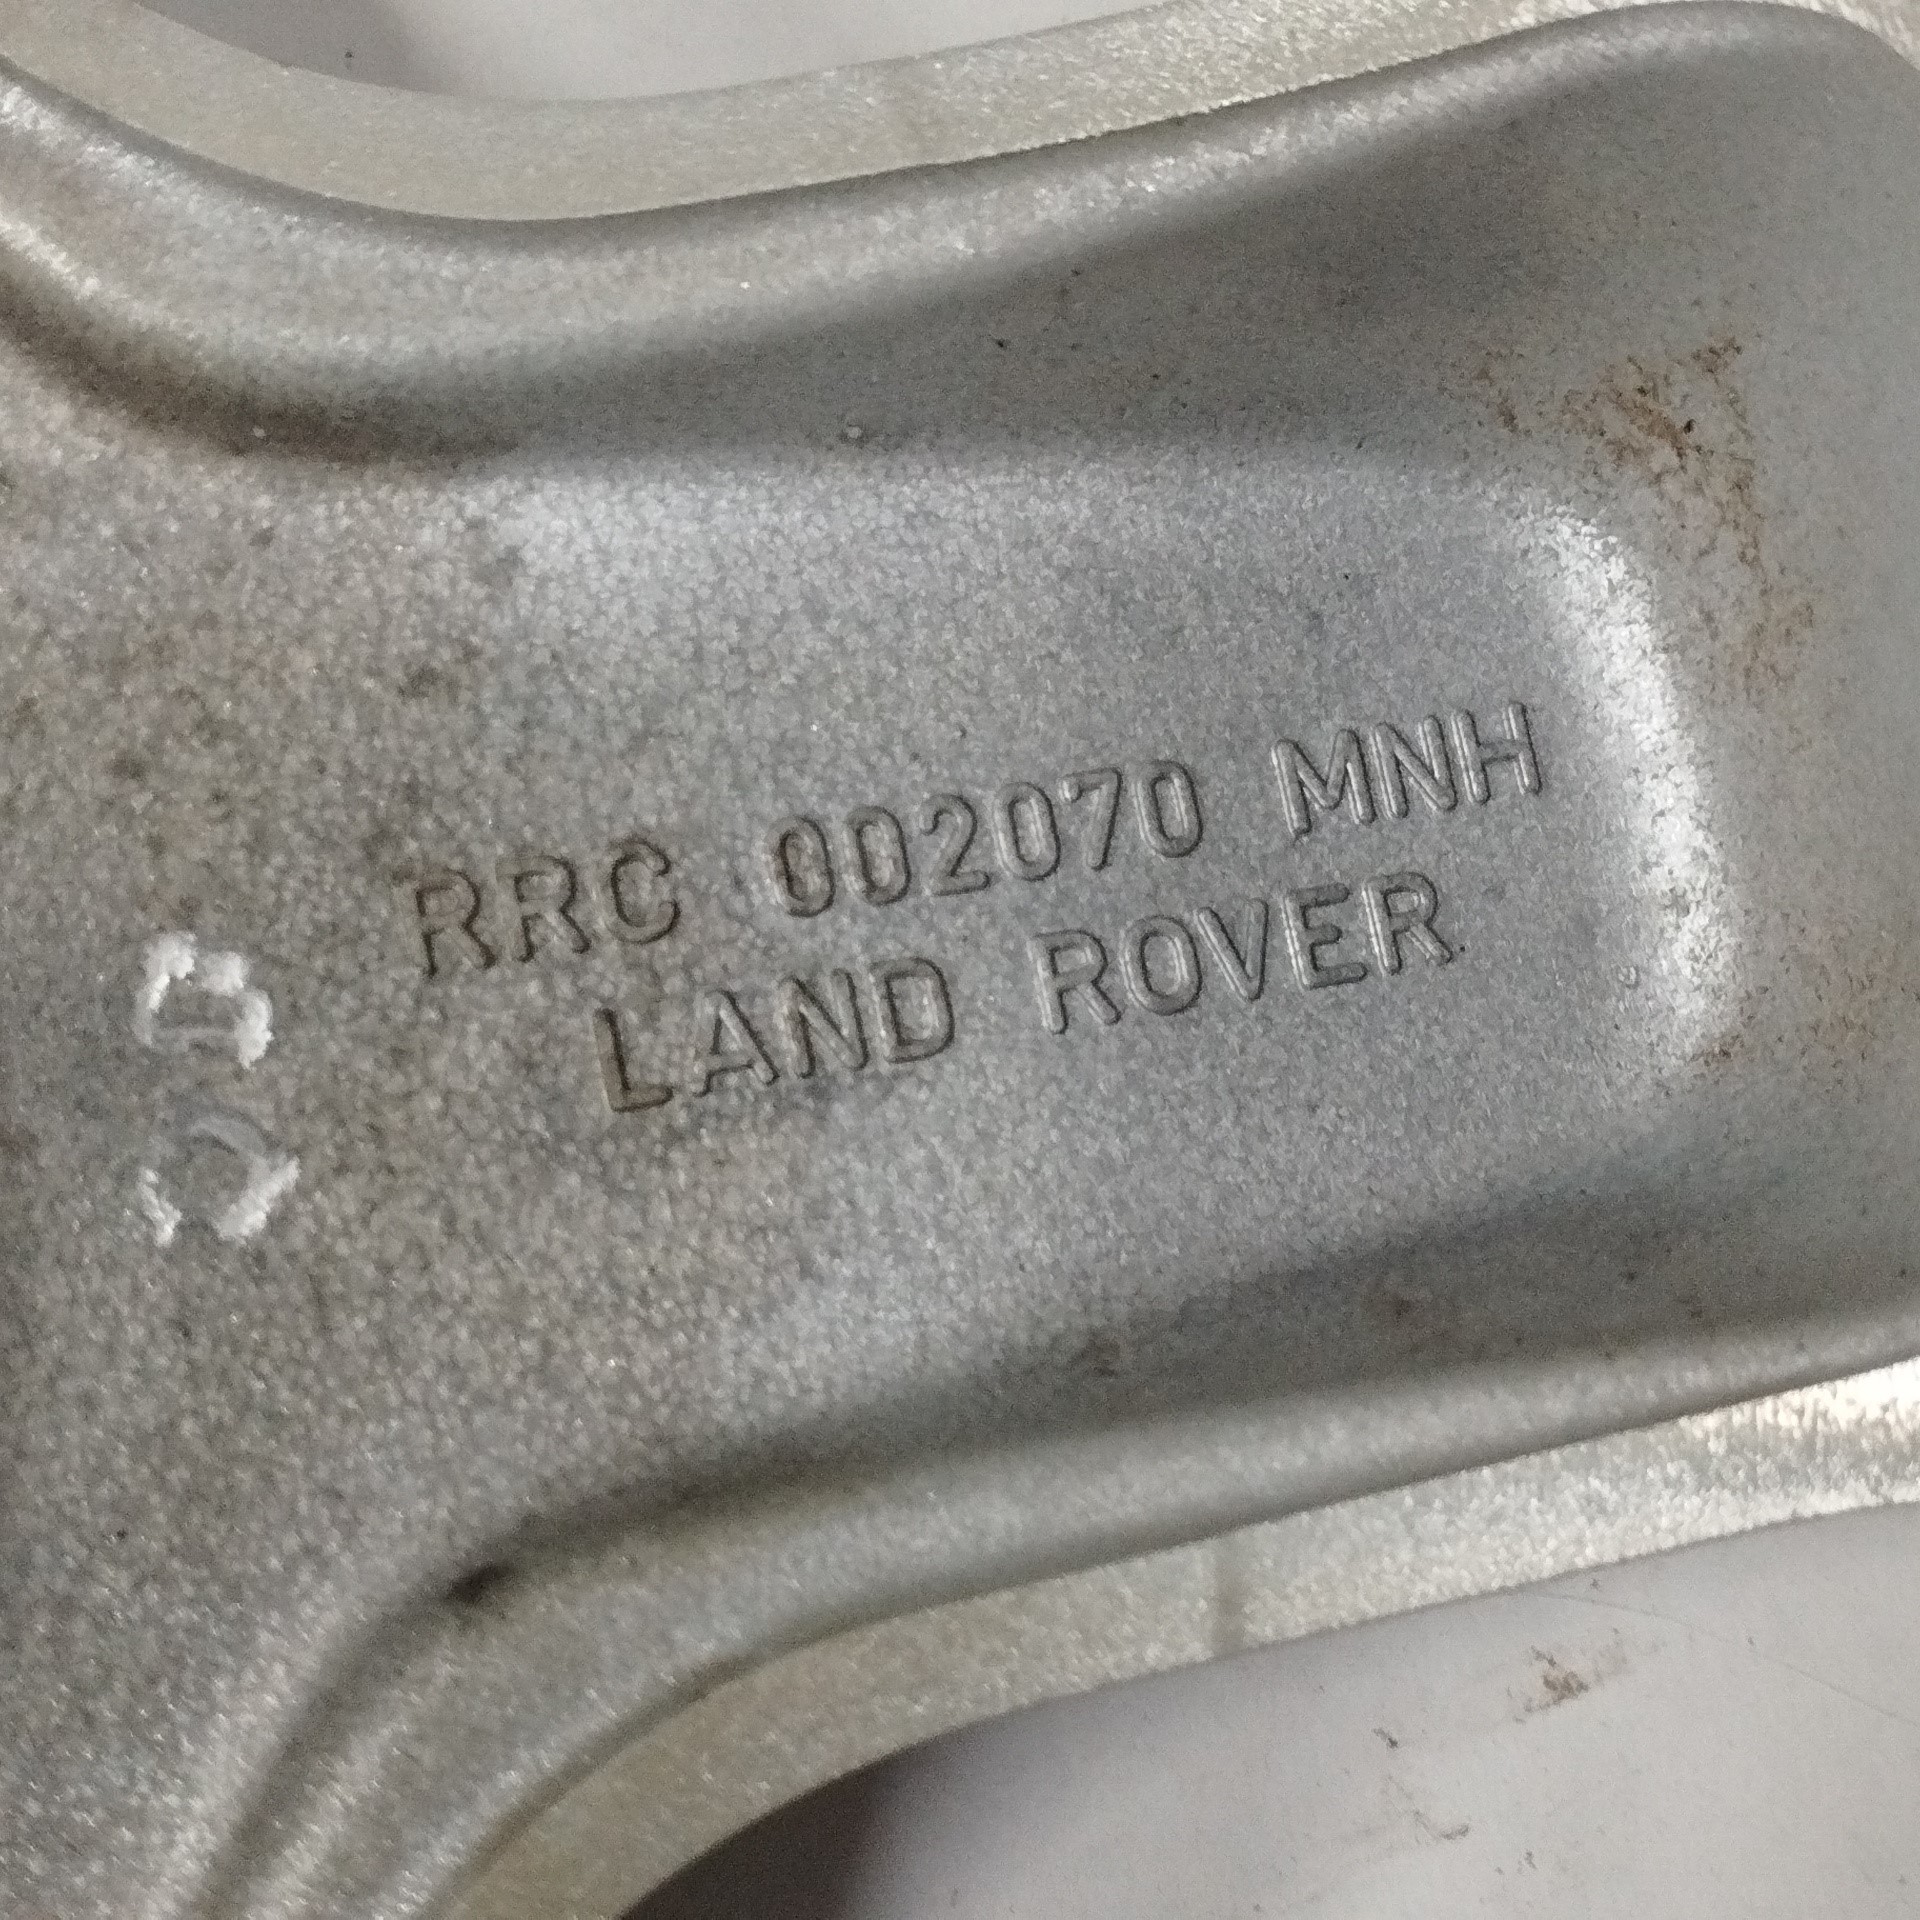 RRC 002070 MNH
LAND ROVER